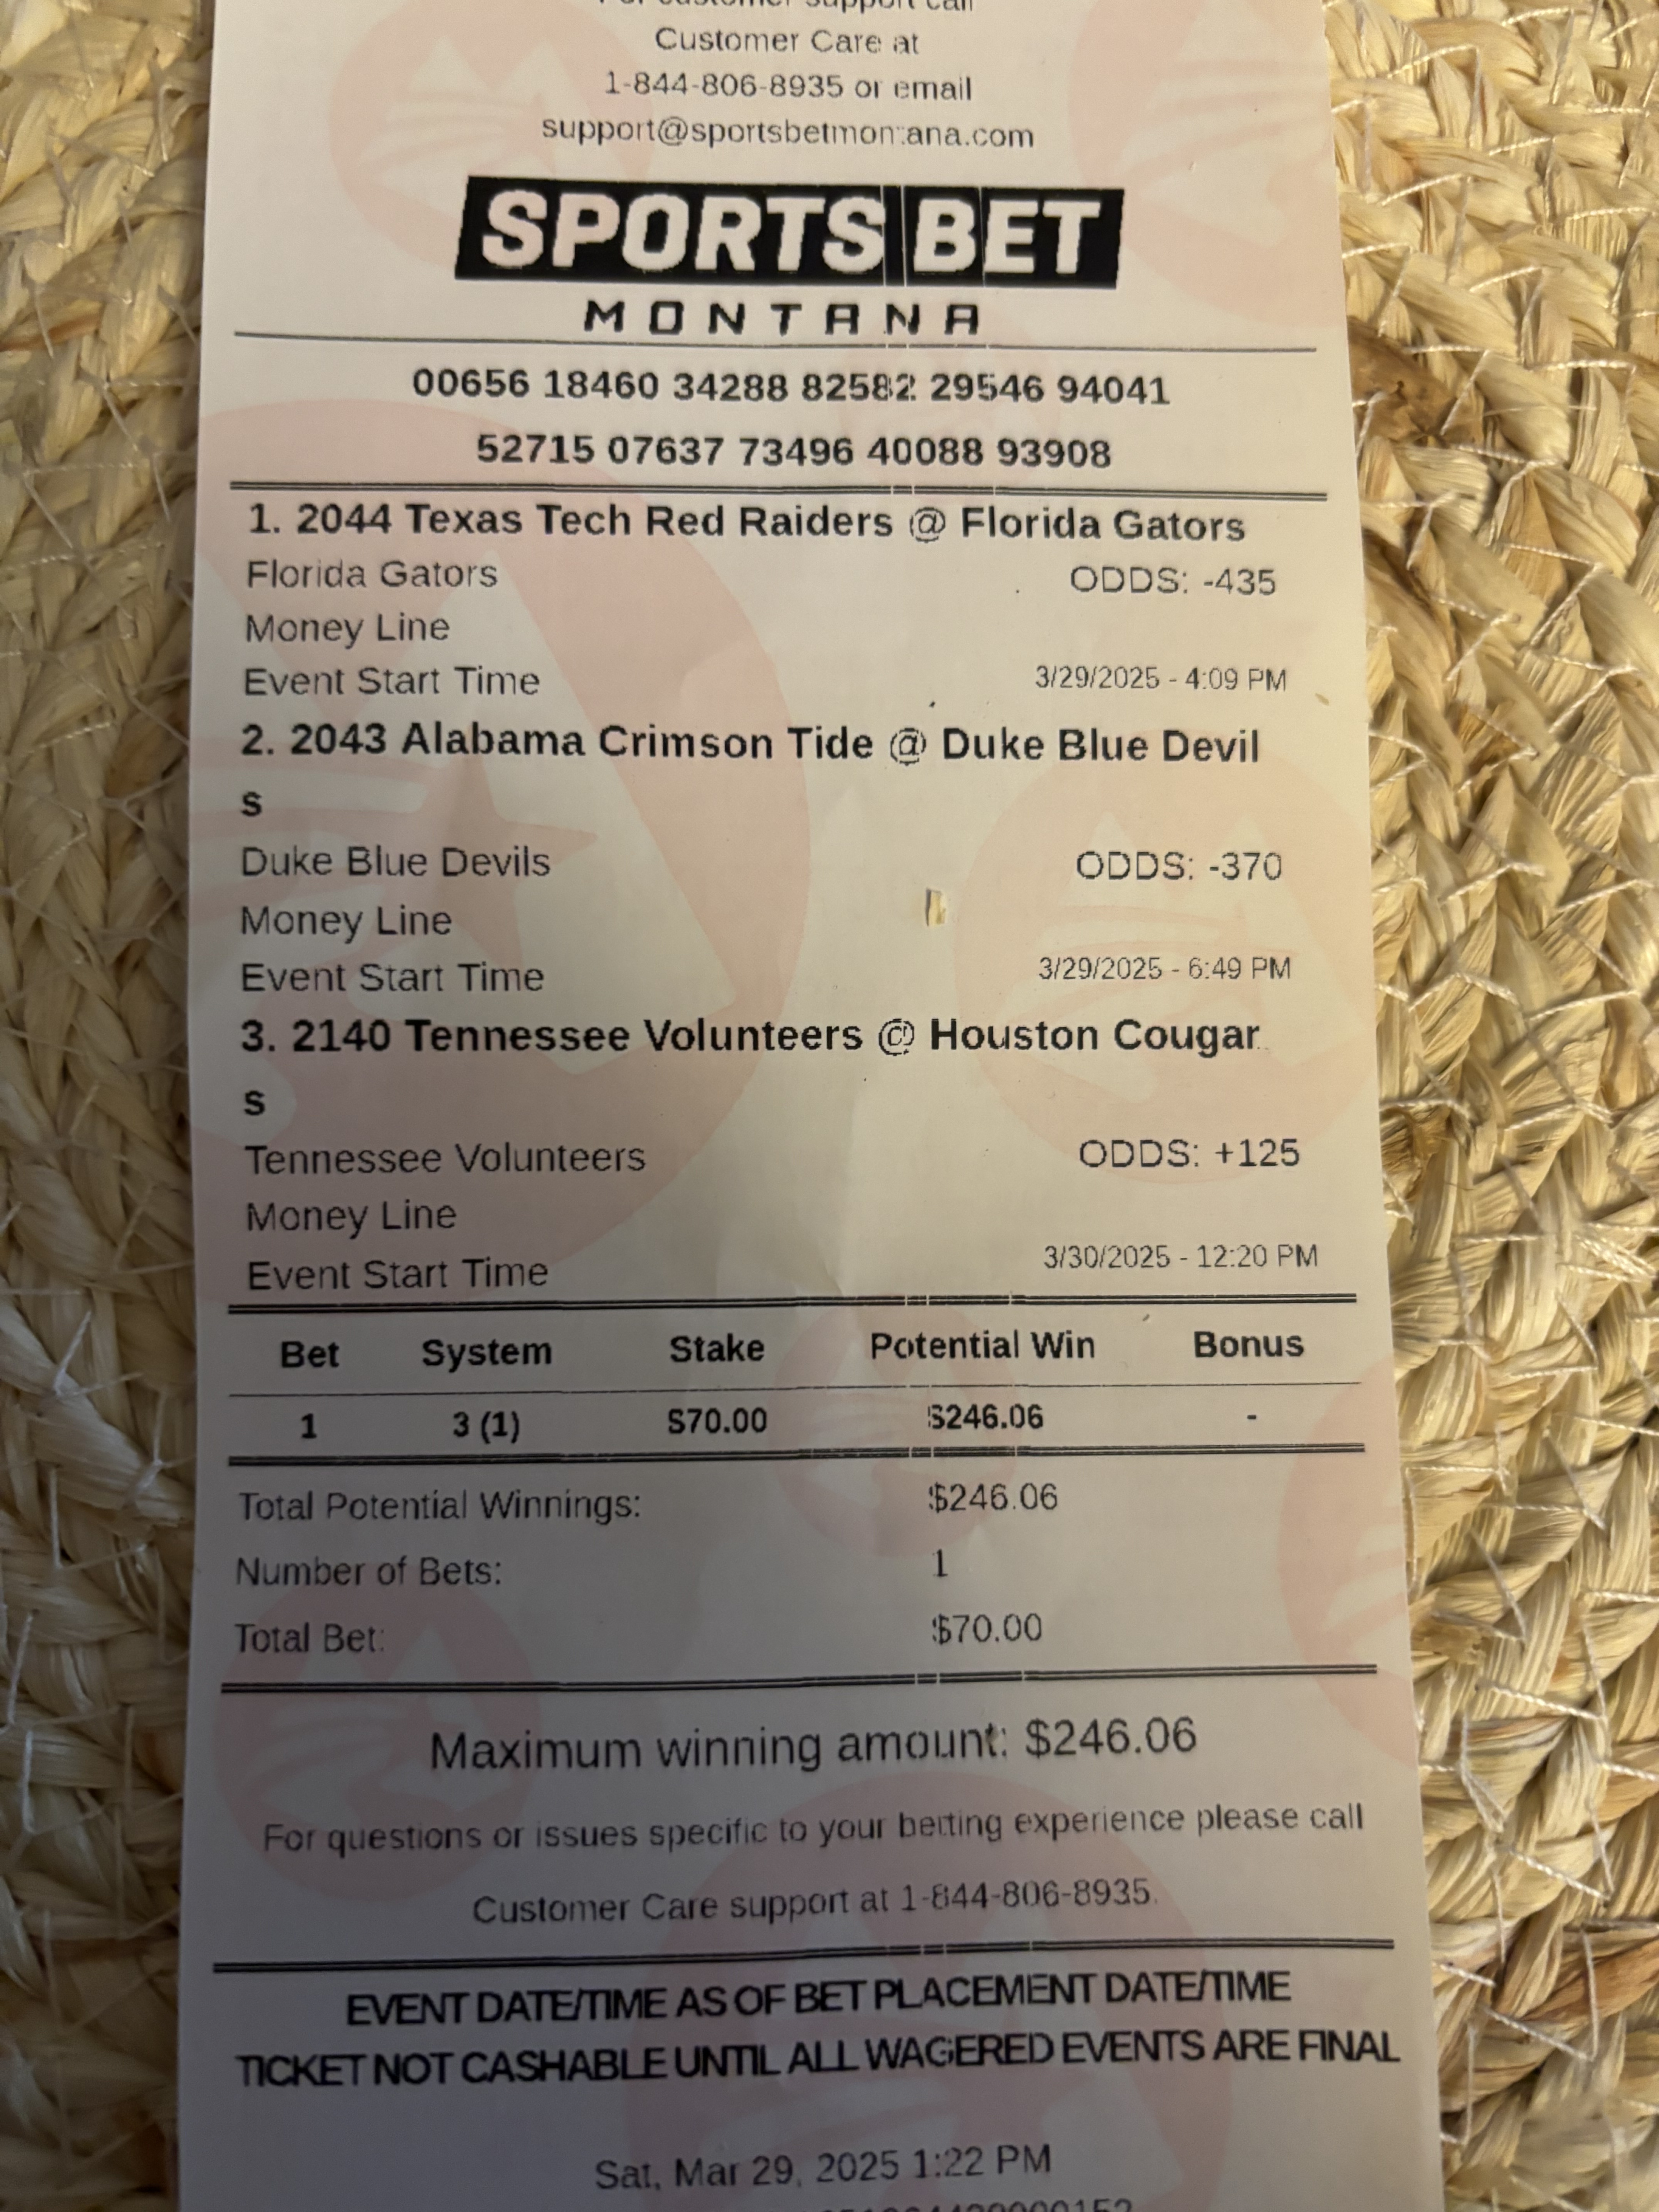 For customer support call
Customer Care at
1-844-806-8935 or email
support@sportsbetmontana.com
SPORTS BET
MONTANA
00656 18460 34288 82582 29546 94041
52715 07637 73496 40088 93908
1. 2044 Texas Tech Red Raiders @ Florida Gators
Florida Gators ODDS: -435
Money Line
Event Start Time 3/29/2025 - 4:09 PM
2. 2043 Alabama Crimson Tide @ Duke Blue Devil
s
Duke Blue Devils ODDS: -370
Money Line
Event Start Time 3/29/2025 - 6:49 PM
3. 2140 Tennessee Volunteers @ Houston Cougar
s
Tennessee Volunteers ODDS: +125
Money Line
Event Start Time 3/30/2025 - 12:20 PM
Bet System Stake Potential Win Bonus
1 3 (1) $70.00 $246.06 -
Total Potential Winnings: $246.06
Number of Bets: 1
Total Bet: $70.00
Maximum winning amount: $246.06
For questions or issues specific to your betting experience please call
Customer Care support at 1-844-806-8935.
EVENT DATE/TIME AS OF BET PLACEMENT DATE/TIME
TICKET NOT CASHABLE UNTIL ALL WAGERED EVENTS ARE FINAL
Sat, Mar 29, 2025 1:22 PM